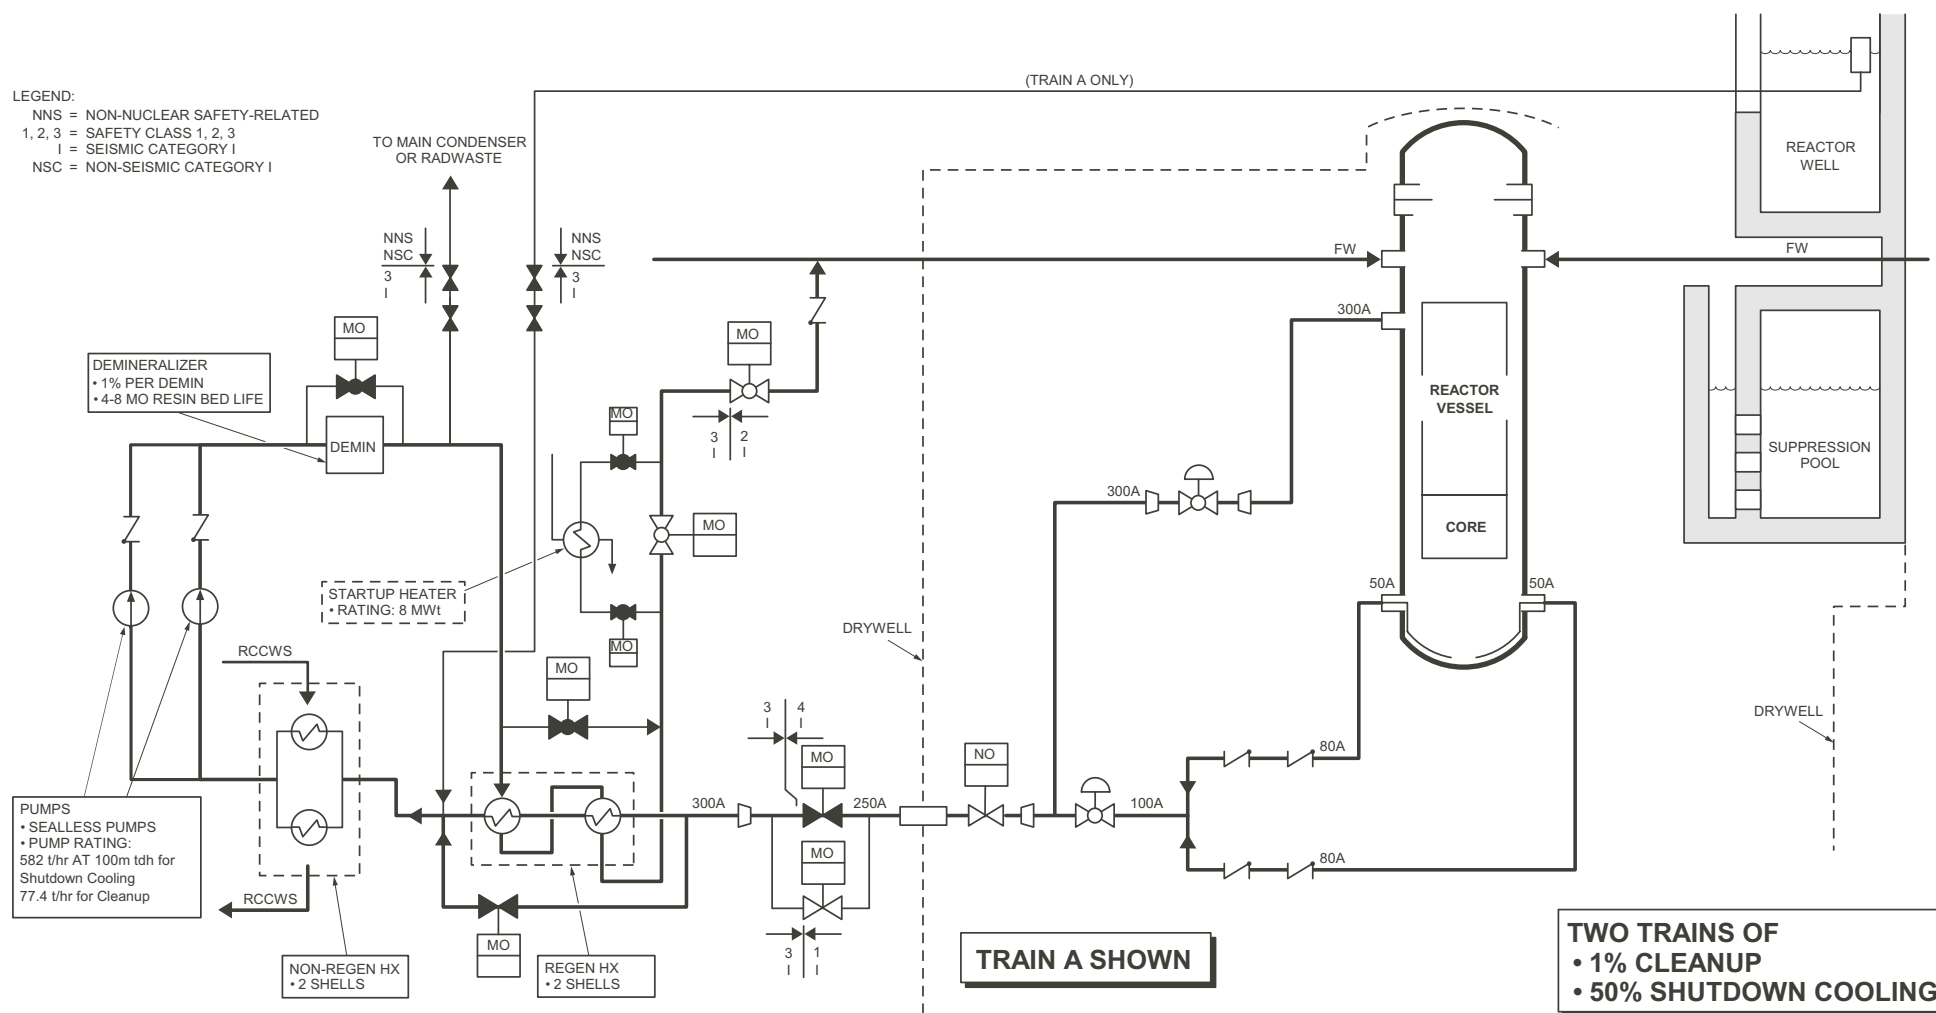 (TRAIN A ONLY)
LEGEND:
NNS = NON-NUCLEAR SAFETY-RELATED
1, 2, 3 = SAFETY CLASS 1, 2, 3
I = SEISMIC CATEGORY I
NSC = NON-SEISMIC CATEGORY I
TO MAIN CONDENSER
OR RADWASTE
REACTOR
WELL
NNS
NSC
3
I
NNS
NSC
3
I
FW
FW
300A
MO
MO
DEMINERALIZER
• 1% PER DEMIN
• 4-8 MO RESIN BED LIFE
REACTOR
VESSEL
MO
3
I
2
I
DEMIN
SUPPRESSION
POOL
300A
MO
CORE
STARTUP HEATER
• RATING: 8 MWt
50A
50A
DRYWELL
MO
RCCWS
MO
3
I
4
I
DRYWELL
MO
NO
80A
300A
250A
100A
PUMPS
• SEALLESS PUMPS
• PUMP RATING:
582 t/hr AT 100m tdh for
Shutdown Cooling
77.4 t/hr for Cleanup
MO
80A
RCCWS
MO
3
I
1
I
NON-REGEN HX
• 2 SHELLS
REGEN HX
• 2 SHELLS
TRAIN A SHOWN
TWO TRAINS OF
• 1% CLEANUP
• 50% SHUTDOWN COOLING